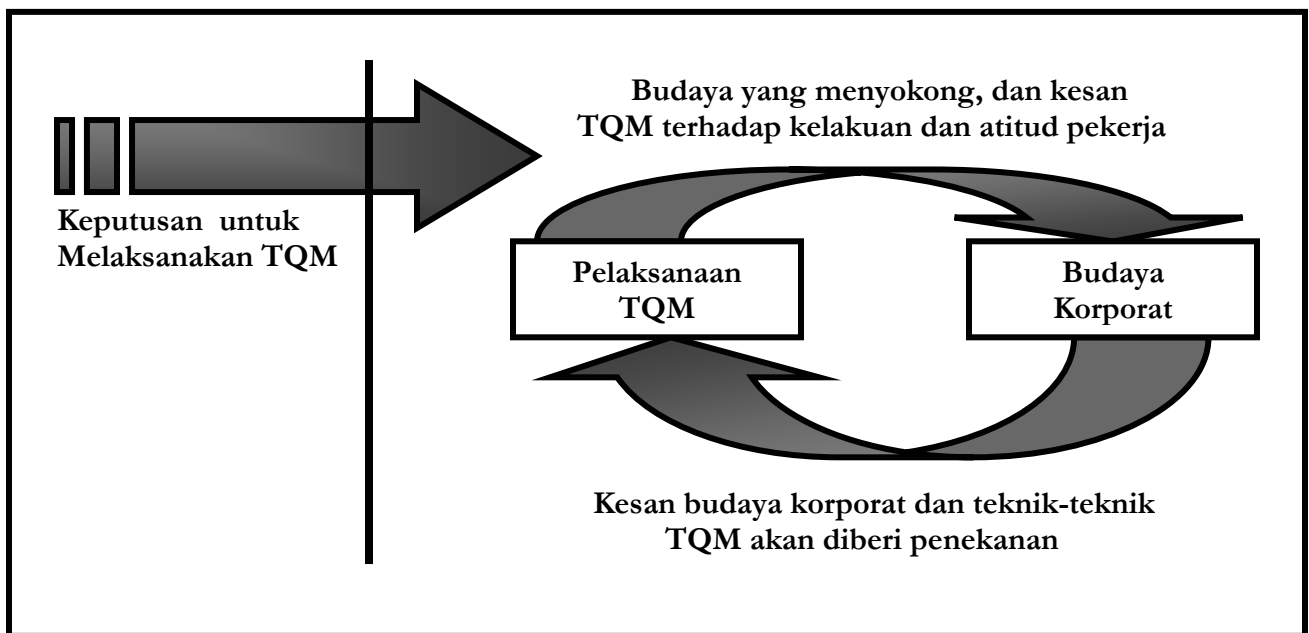 Budaya yang menyokong, dan kesan
TQM terhadap kelakuan dan atitud pekerja
Keputusan untuk
Melaksanakan TQM
Pelaksanaan
TQM
Budaya
Korporat
Kesan budaya korporat dan teknik-teknik
TQM akan diberi penekanan